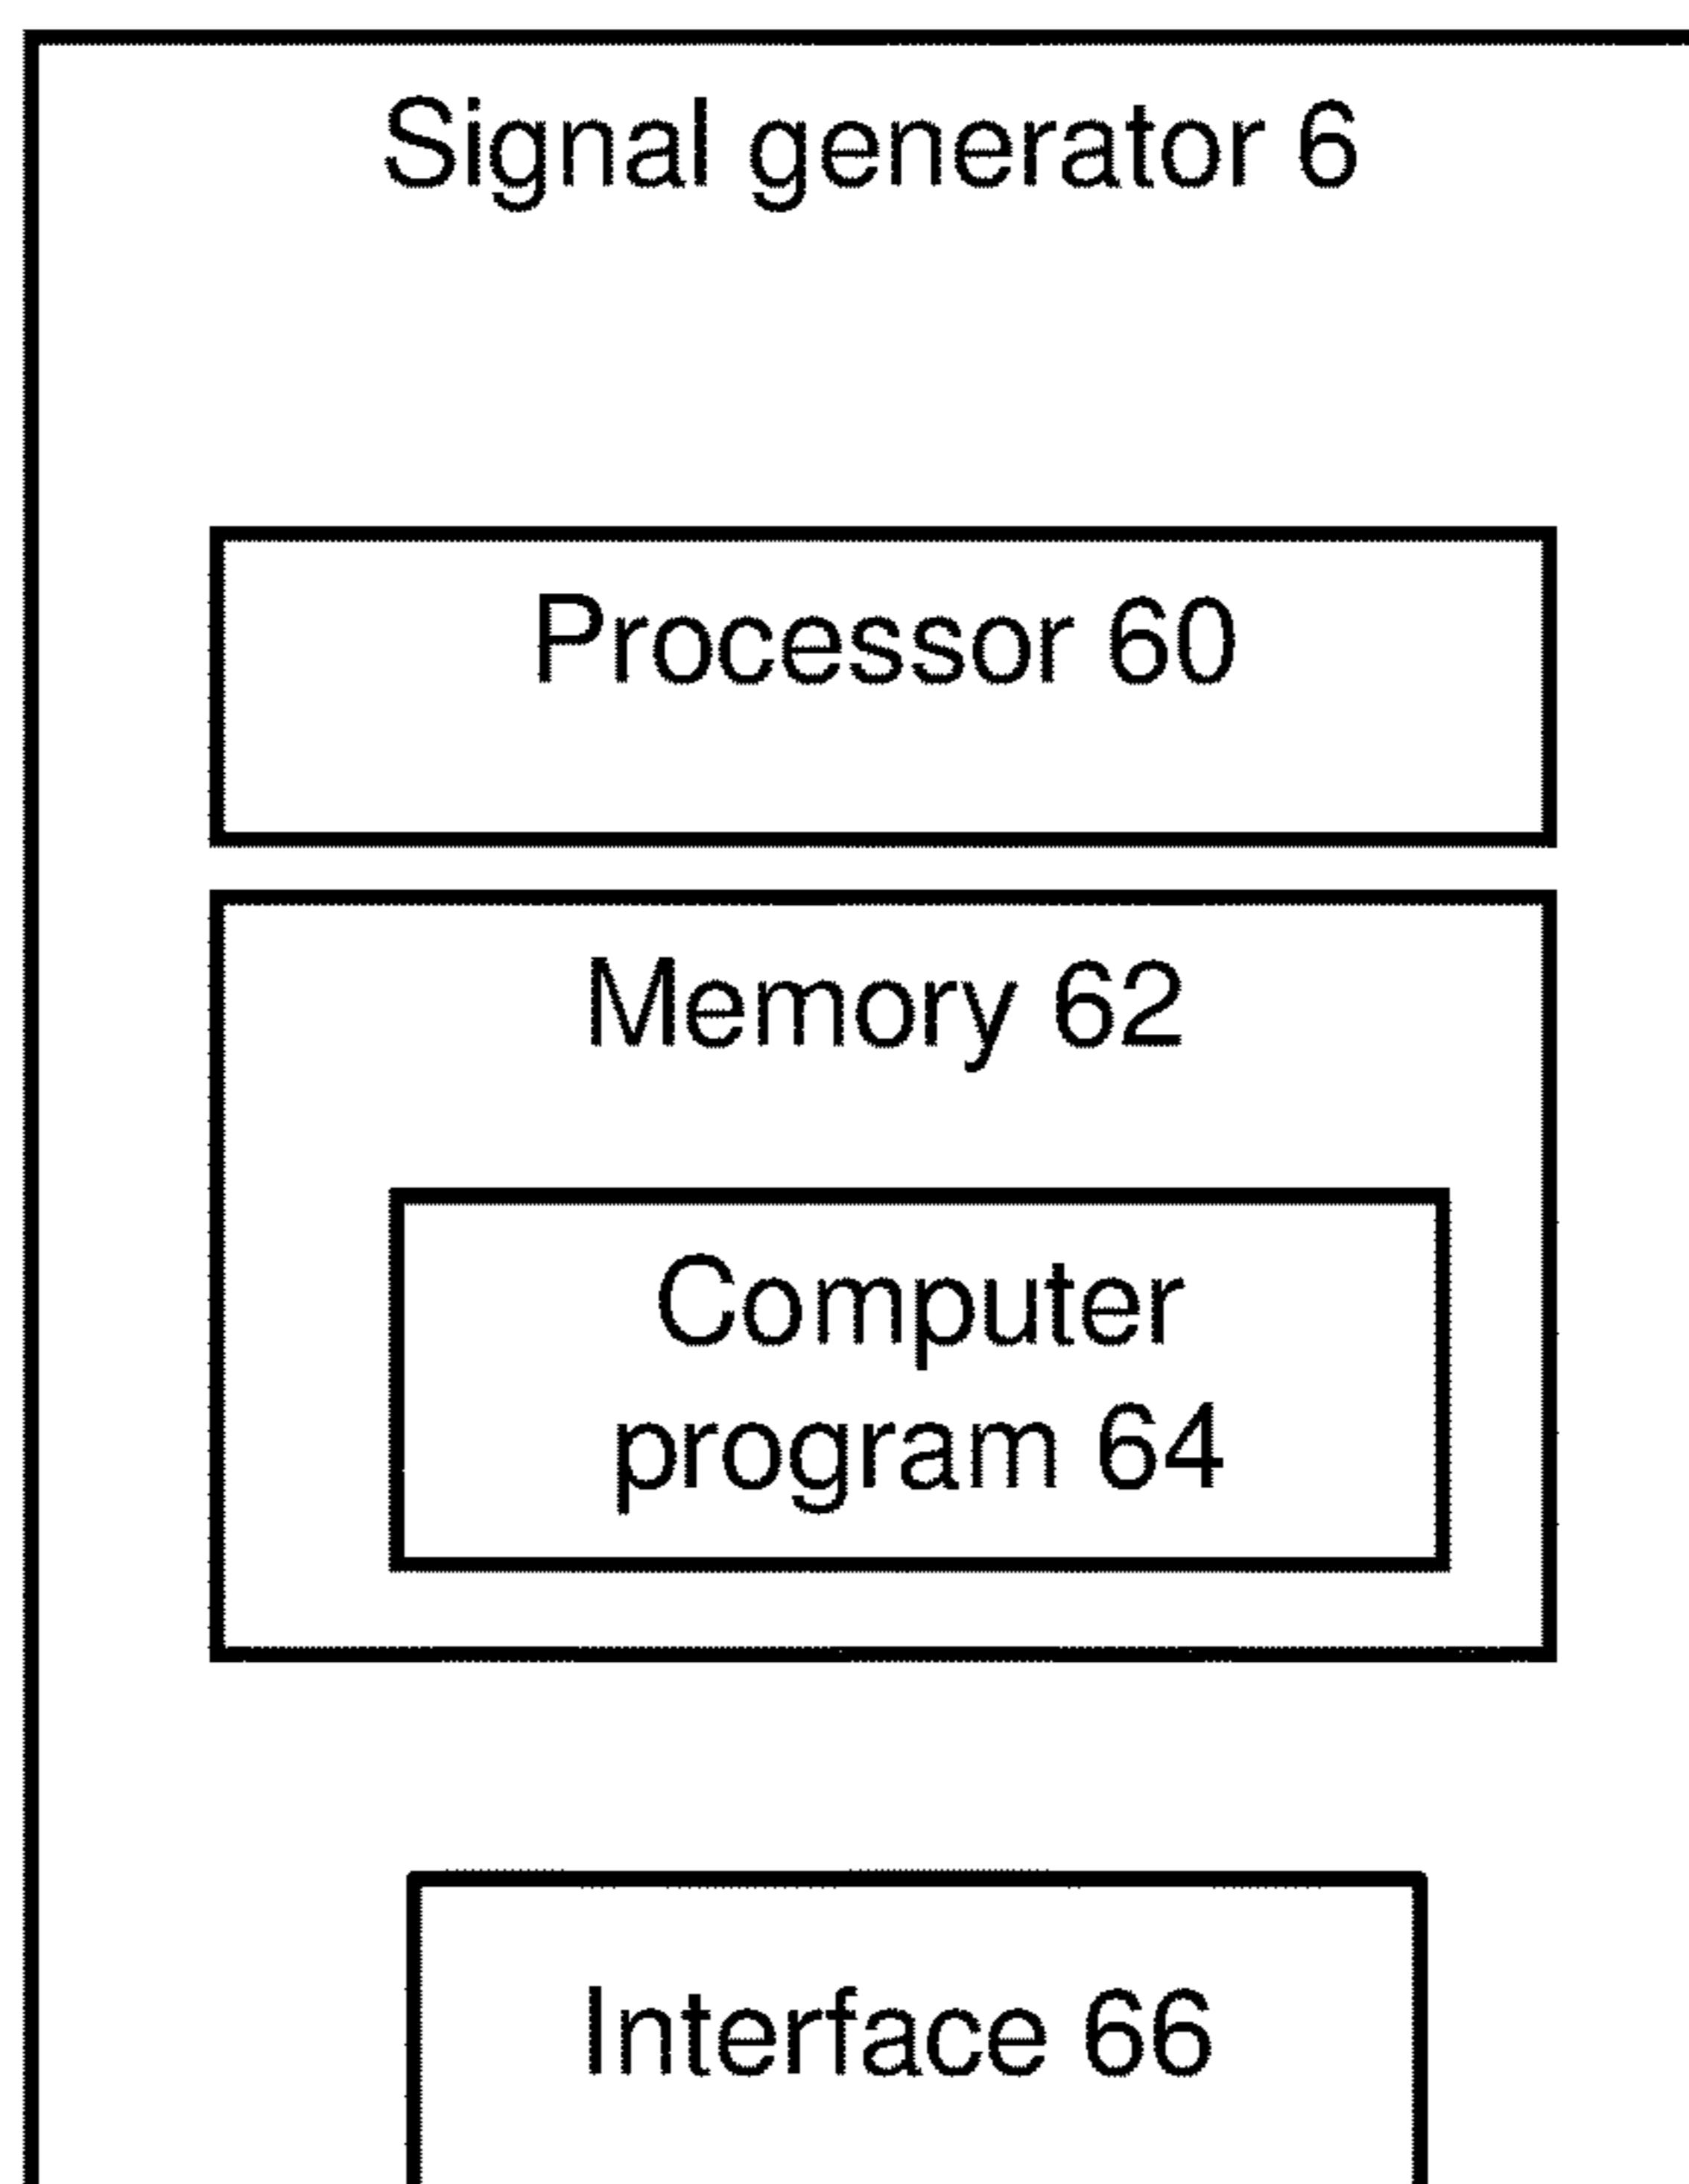 Signal generator 6
Processor 60
Memory 62
Computer
program 64
Interface 66